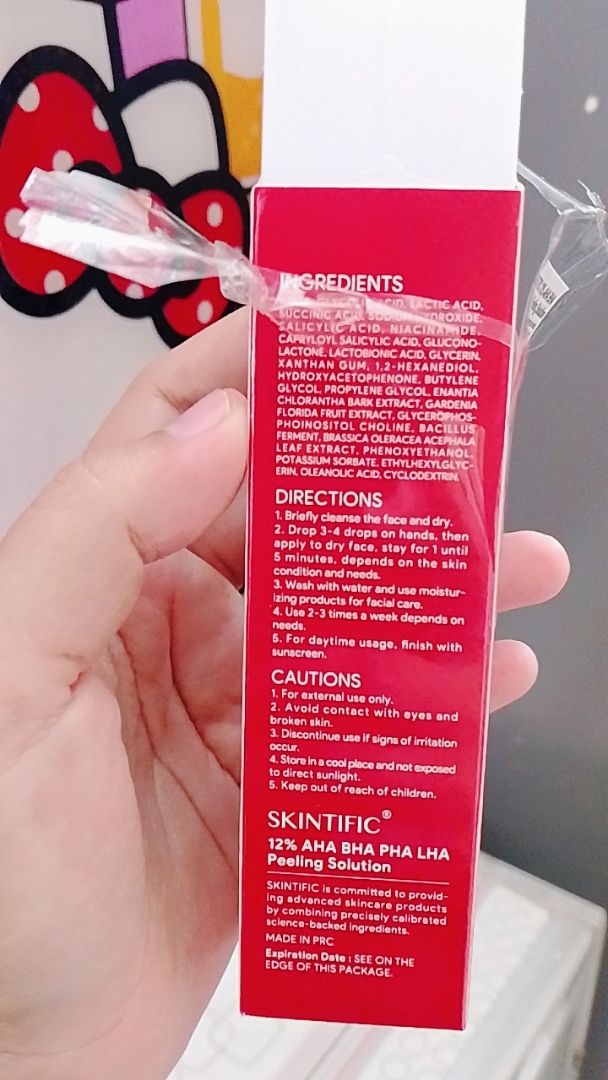 INGREDIENTS
GLYCOLIC ACID, LACTIC ACID,
SUCCINIC ACID, SODIUM HYDROXIDE,
SALICYLIC ACID, NIACINAMIDE,
CAPRYLOYL SALICYLIC ACID, GLUCONO-
LACTONE, LACTOBIONIC ACID, GLYCERIN,
XANTHAN GUM, 1,2-HEXANEDIOL,
HYDROXYACETOPHENONE, BUTYLENE
GLYCOL, PROPYLENE GLYCOL, ENANTIA
CHLORANTHA BARK EXTRACT, GARDENIA
FLORIDA FRUIT EXTRACT, GLYCEROPHOS-
PHOINOSITOL CHOLINE, BACILLUS
FERMENT, BRASSICA OLERACEA ACEPHALA
LEAF EXTRACT, PHENOXYETHANOL,
POTASSIUM SORBATE, ETHYLHEXYLGLYC-
ERIN, OLEANOLIC ACID, CYCLODEXTRIN.
DIRECTIONS
1. Briefly cleanse the face and dry.
2. Drop 3-4 drops on hands, then
apply to dry face, stay for 1 until
5 minutes, depends on the skin
condition and needs.
3. Wash with water and use moistur-
izing products for facial care.
4. Use 2-3 times a week depends on
needs.
5. For daytime usage, finish with
sunscreen.
CAUTIONS
1. For external use only.
2. Avoid contact with eyes and
broken skin.
3. Discontinue use if signs of irritation
occur.
4. Store in a cool place and not exposed
to direct sunlight.
5. Keep out of reach of children.
SKINTIFIC®
12% AHA BHA PHA LHA
Peeling Solution
SKINTIFIC is committed to provid-
ing advanced skincare products
by combining precisely calibrated
science-backed ingredients.
MADE IN PRC
Expiration Date : SEE ON THE
EDGE OF THIS PACKAGE.